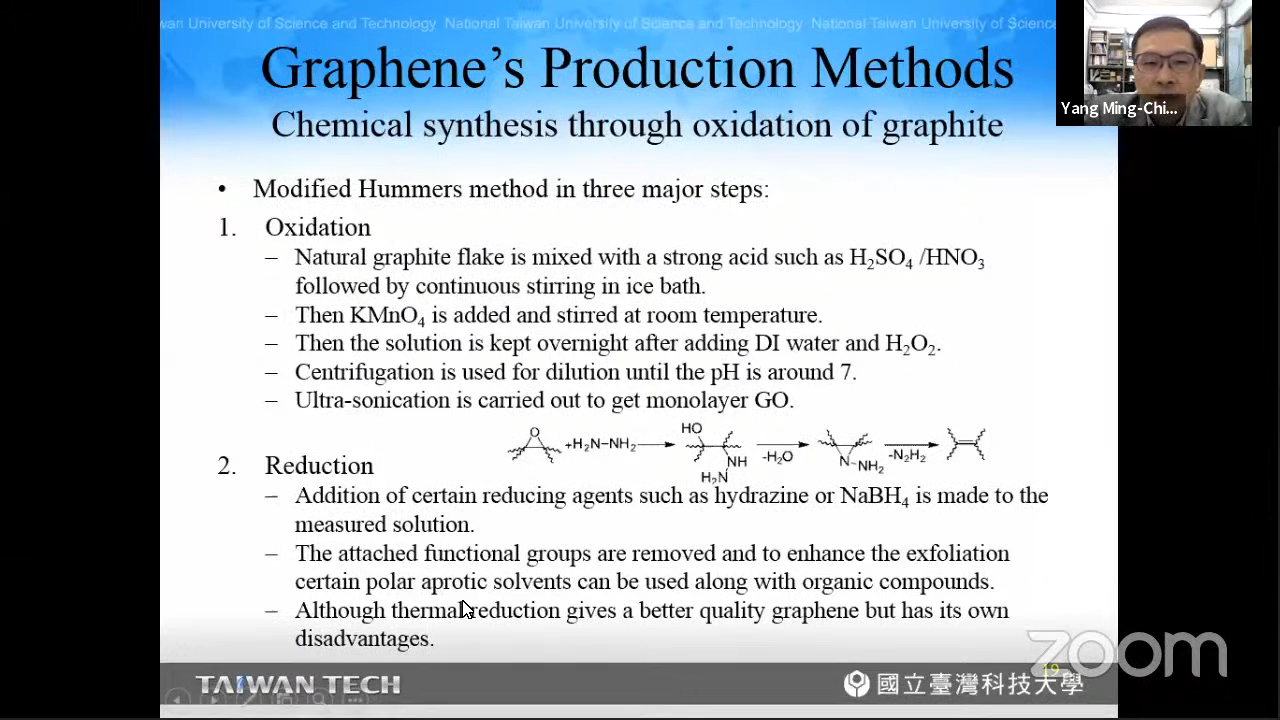 wan University of Science and Technology National Taiwan University of Science and Technology National Taiwan University of Science
Graphene's Production Methods
Chemical synthesis through oxidation of graphite
Yang Ming-Chi...
• Modified Hummers method in three major steps:
1. Oxidation
– Natural graphite flake is mixed with a strong acid such as H₂SO₄ /HNO₃
followed by continuous stirring in ice bath.
– Then KMnO₄ is added and stirred at room temperature.
– Then the solution is kept overnight after adding DI water and H₂O₂.
– Centrifugation is used for dilution until the pH is around 7.
– Ultra-sonication is carried out to get monolayer GO.
O +H₂N–NH₂ HO NH H₂N -H₂O N–NH₂ -N₂H₂
2. Reduction
– Addition of certain reducing agents such as hydrazine or NaBH₄ is made to the
measured solution.
– The attached functional groups are removed and to enhance the exfoliation
certain polar aprotic solvents can be used along with organic compounds.
– Although thermal reduction gives a better quality graphene but has its own
disadvantages.
zoom
19
TAIWAN TECH
國立臺灣科技大學